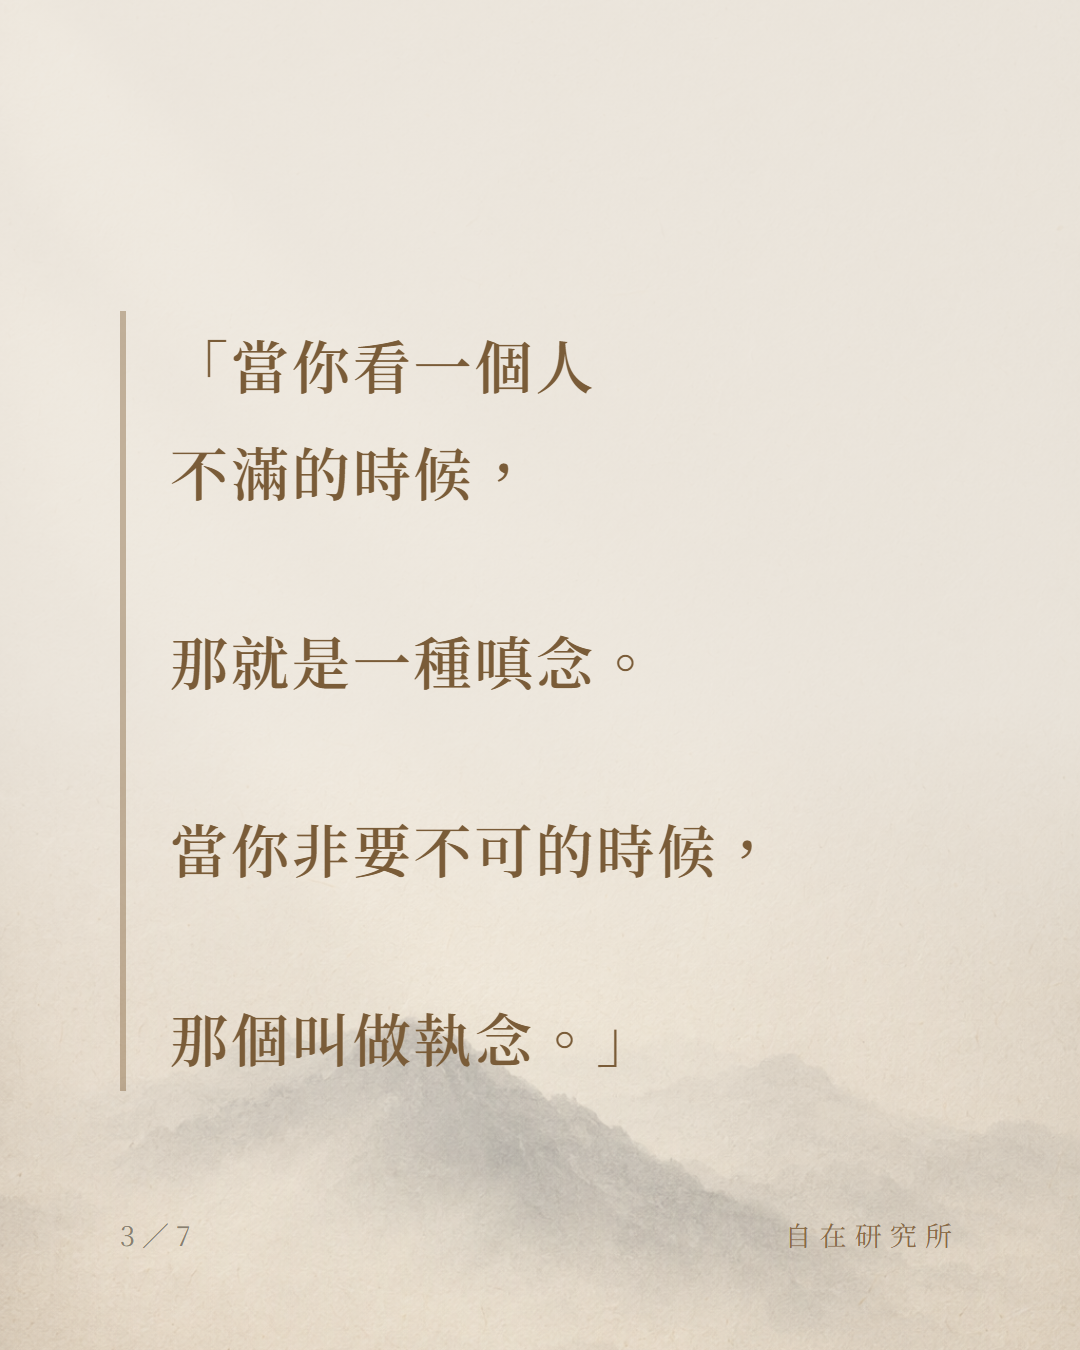 「當你看一個人
不滿的時候，
那就是一種嗔念。
當你非要不可的時候，
那個叫做執念。」
3／7
自在研究所